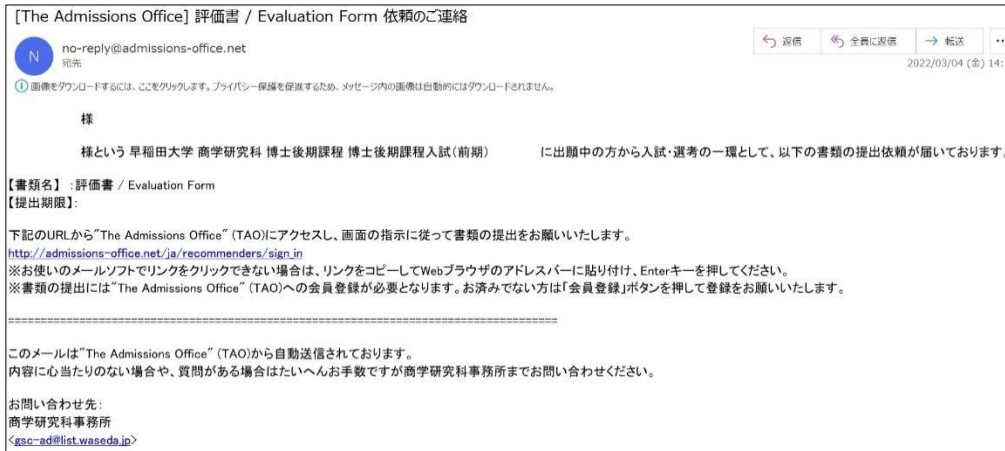 [The Admissions Office] 評価書 / Evaluation Form 依頼のご連絡
N
no-reply@admissions-office.net
宛先
返信
全員に返信
転送
2022/03/04 (金) 14:
画像をダウンロードするには、ここをクリックします。プライバシー保護を促進するため、メッセージ内の画像は自動的にはダウンロードされません。
様
様という 早稲田大学 商学研究科 博士後期課程 博士後期課程入試(前期) に出願中の方から入試・選考の一環として、以下の書類の提出依頼が届いております。
【書類名】 :評価書 / Evaluation Form
【提出期限】:
下記のURLから"The Admissions Office" (TAO)にアクセスし、画面の指示に従って書類の提出をお願いいたします。
http://admissions-office.net/ja/recommenders/sign_in
※お使いのメールソフトでリンクをクリックできない場合は、リンクをコピーしてWebブラウザのアドレスバーに貼り付け、Enterキーを押してください。
※書類の提出には"The Admissions Office" (TAO)への会員登録が必要となります。お済みでない方は「会員登録」ボタンを押して登録をお願いいたします。
このメールは"The Admissions Office" (TAO)から自動送信されております。
内容に心当たりのない場合や、質問がある場合はたいへんお手数ですが商学研究科事務所までお問い合わせください。
お問い合わせ先:
商学研究科事務所
<gsc-ad@list.waseda.jp>